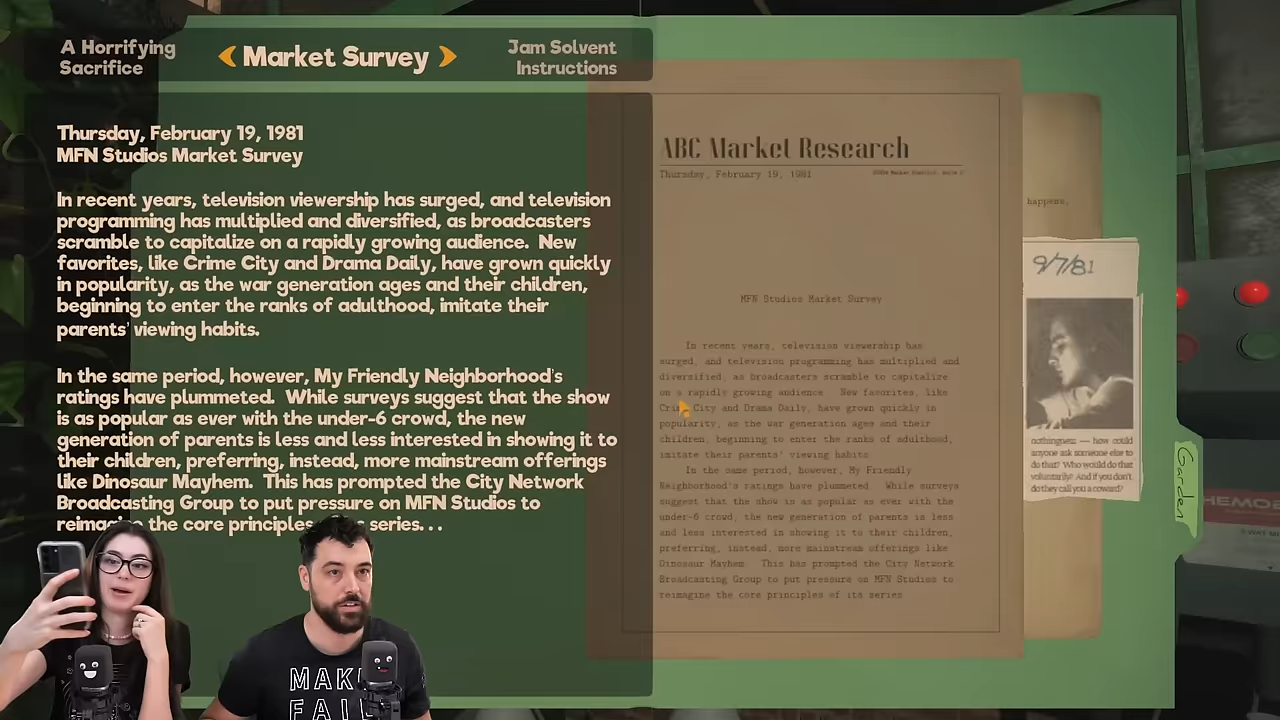 A Horrifying
Sacrifice
Market Survey
Jam Solvent
Instructions
Thursday, February 19, 1981
MFN Studios Market Survey
In recent years, television viewership has surged, and television
programming has multiplied and diversified, as broadcasters
scramble to capitalize on a rapidly growing audience. New
favorites, like Crime City and Drama Daily, have grown quickly
in popularity, as the war generation ages and their children,
beginning to enter the ranks of adulthood, imitate their
parents' viewing habits.
In the same period, however, My Friendly Neighborhood's
ratings have plummeted. While surveys suggest that the show
is as popular as ever with the under-6 crowd, the new
generation of parents is less and less interested in showing it to
their children, preferring, instead, more mainstream offerings
like Dinosaur Mayhem. This has prompted the City Network
Broadcasting Group to put pressure on MFN Studios to
reimagine the core principles series...
ABC Market Research
Thursday, February 19, 1981
MFN Studios Market Survey
In recent years, television viewership has
surged, and television programming has multiplied and
diversified, as broadcasters scramble to capitalize
on a rapidly growing audience New favorites, like
City and Drama Daily, have grown quickly in
popularity, as the war generation ages and their
children, beginning to enter the ranks of adulthood,
imitate their parents' viewing habits
In the same period, however, My Friendly
Neighborhood's ratings have plummeted While surveys
suggest that the show is as popular as ever with the
under-6 crowd, the new generation of parents is less
and less interested in showing it to their children,
preferring, instead, more mainstream offerings like
Dinosaur Mayhem This has prompted the City Network
Broadcasting Group to put pressure on MFN Studios to
reimagine the core principles of its series
happens,
9/7/81
nothingness — how could
anyone ask someone else to
do that? Who would do that
voluntarily? And if you don't,
do they call you a coward?
Garden
HEMO
MAK
FAIL